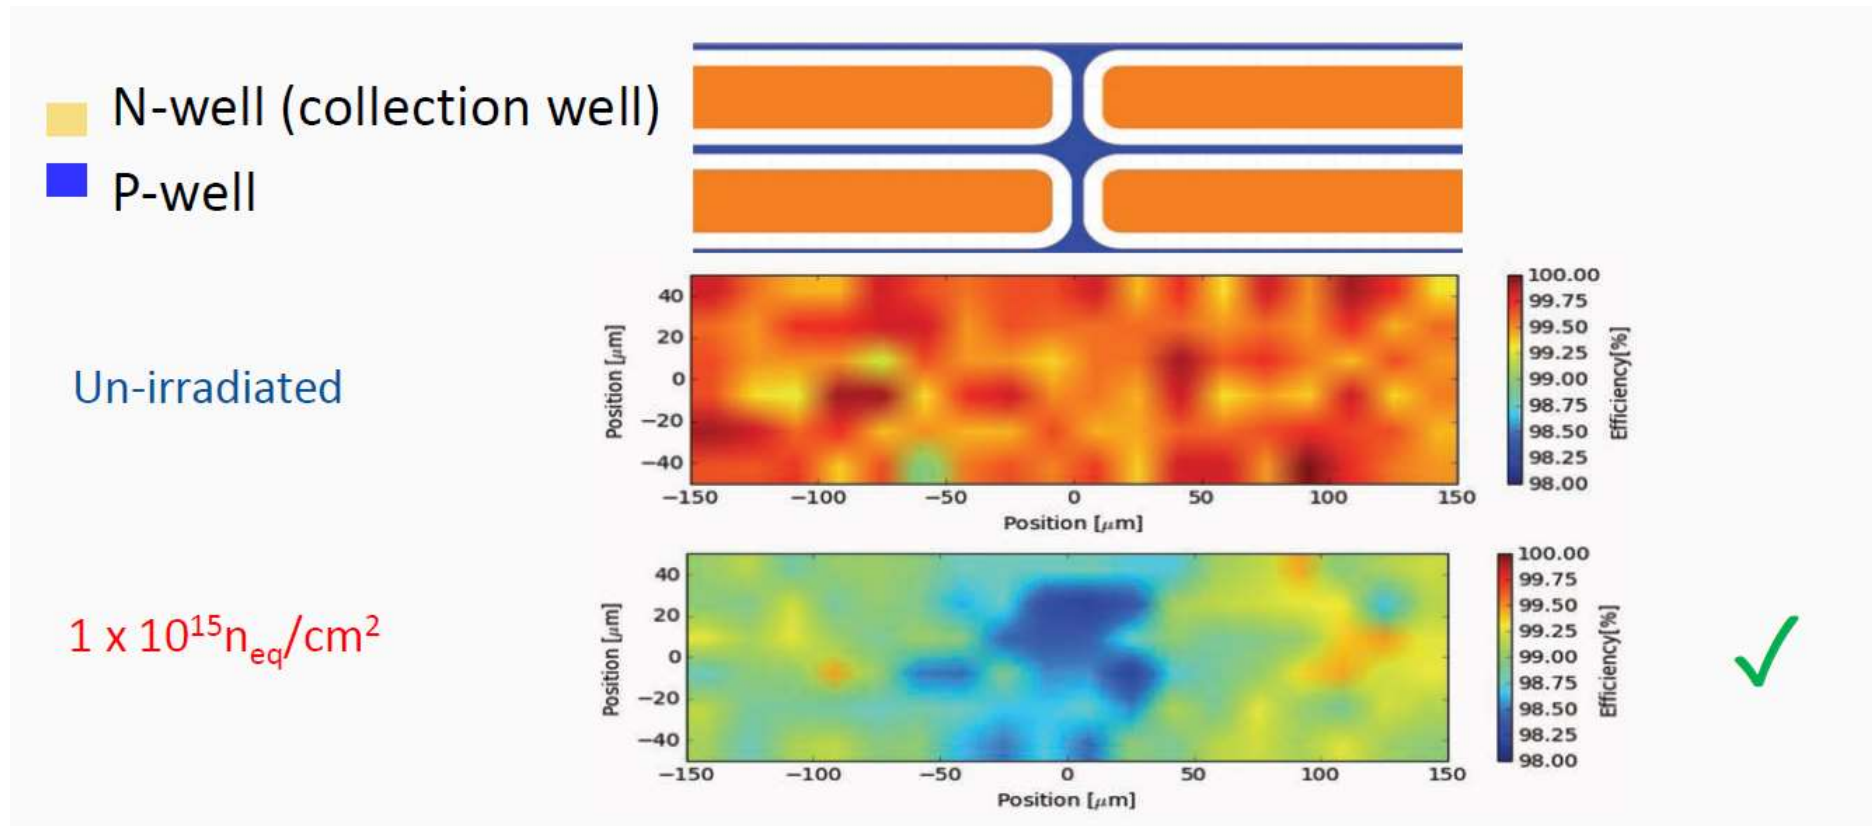 N-well (collection well)
P-well
Un-irradiated
40
20
0
−20
−40
Position [μm]
−150 −100 −50 0 50 100 150
Position [μm]
100.00
99.75
99.50
99.25
99.00
98.75
98.50
98.25
98.00
Efficiency[%]
1 x 10¹⁵n_eq/cm²
40
20
0
−20
−40
Position [μm]
−150 −100 −50 0 50 100 150
Position [μm]
100.00
99.75
99.50
99.25
99.00
98.75
98.50
98.25
98.00
Efficiency[%]